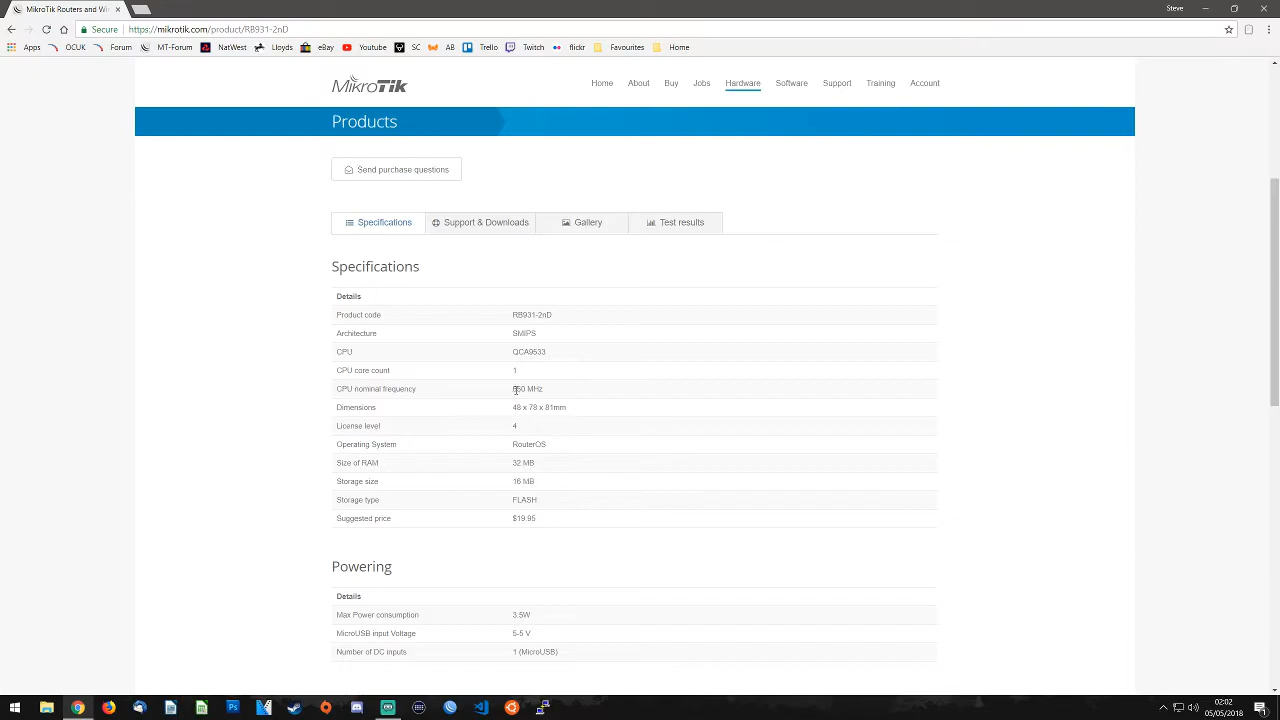 MikroTik Routers and Wir
Steve
Secure
https://mikrotik.com/product/RB931-2nD
Apps
OCUK
Forum
MT-Forum
NatWest
Lloyds
eBay
Youtube
SC
AB
Trello
Twitch
flickr
Favourites
Home
MikroTik
Home
About
Buy
Jobs
Hardware
Software
Support
Training
Account
Products
Send purchase questions
Specifications
Support & Downloads
Gallery
Test results
Specifications
Details
Product code RB931-2nD
Architecture SMIPS
CPU QCA9533
CPU core count 1
CPU nominal frequency MHz
Dimensions 48 x 78 x 81mm
License level 4
Operating System RouterOS
Size of RAM 32 MB
Storage size 16 MB
Storage type FLASH
Suggested price $19.95
Powering
Details
Max Power consumption 3.5W
MicroUSB input Voltage 5-5 V
Number of DC inputs 1 (MicroUSB)
02:02
05/05/2018